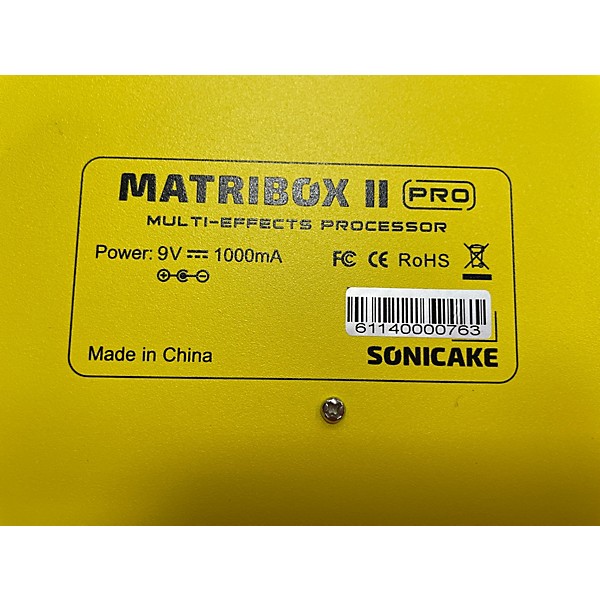 MATRIBOX II PRO
MULTI-EFFECTS PROCESSOR
Power: 9V ⎓ 1000mA
FC CE RoHS
61140000763
Made in China
SONICAKE